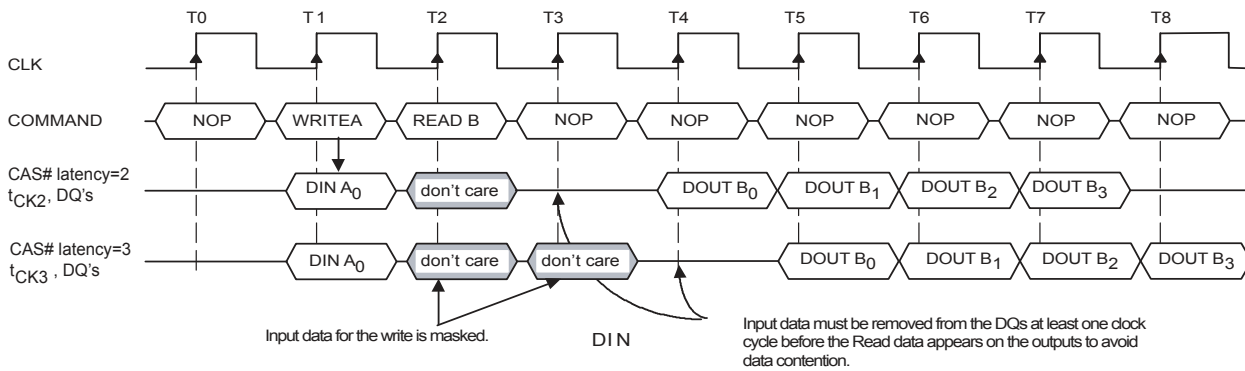 T0 T1 T2 T3 T4 T5 T6 T7 T8
CLK
COMMAND NOP WRITEA READ B NOP NOP NOP NOP NOP NOP
CAS# latency=2
tCK2, DQ's DIN A0 don't care DOUT B0 DOUT B1 DOUT B2 DOUT B3
CAS# latency=3
tCK3 , DQ's DIN A0 don't care don't care DOUT B0 DOUT B1 DOUT B2 DOUT B3
Input data for the write is masked.
DIN
Input data must be removed from the DQs at least one clock
cycle before the Read data appears on the outputs to avoid
data contention.